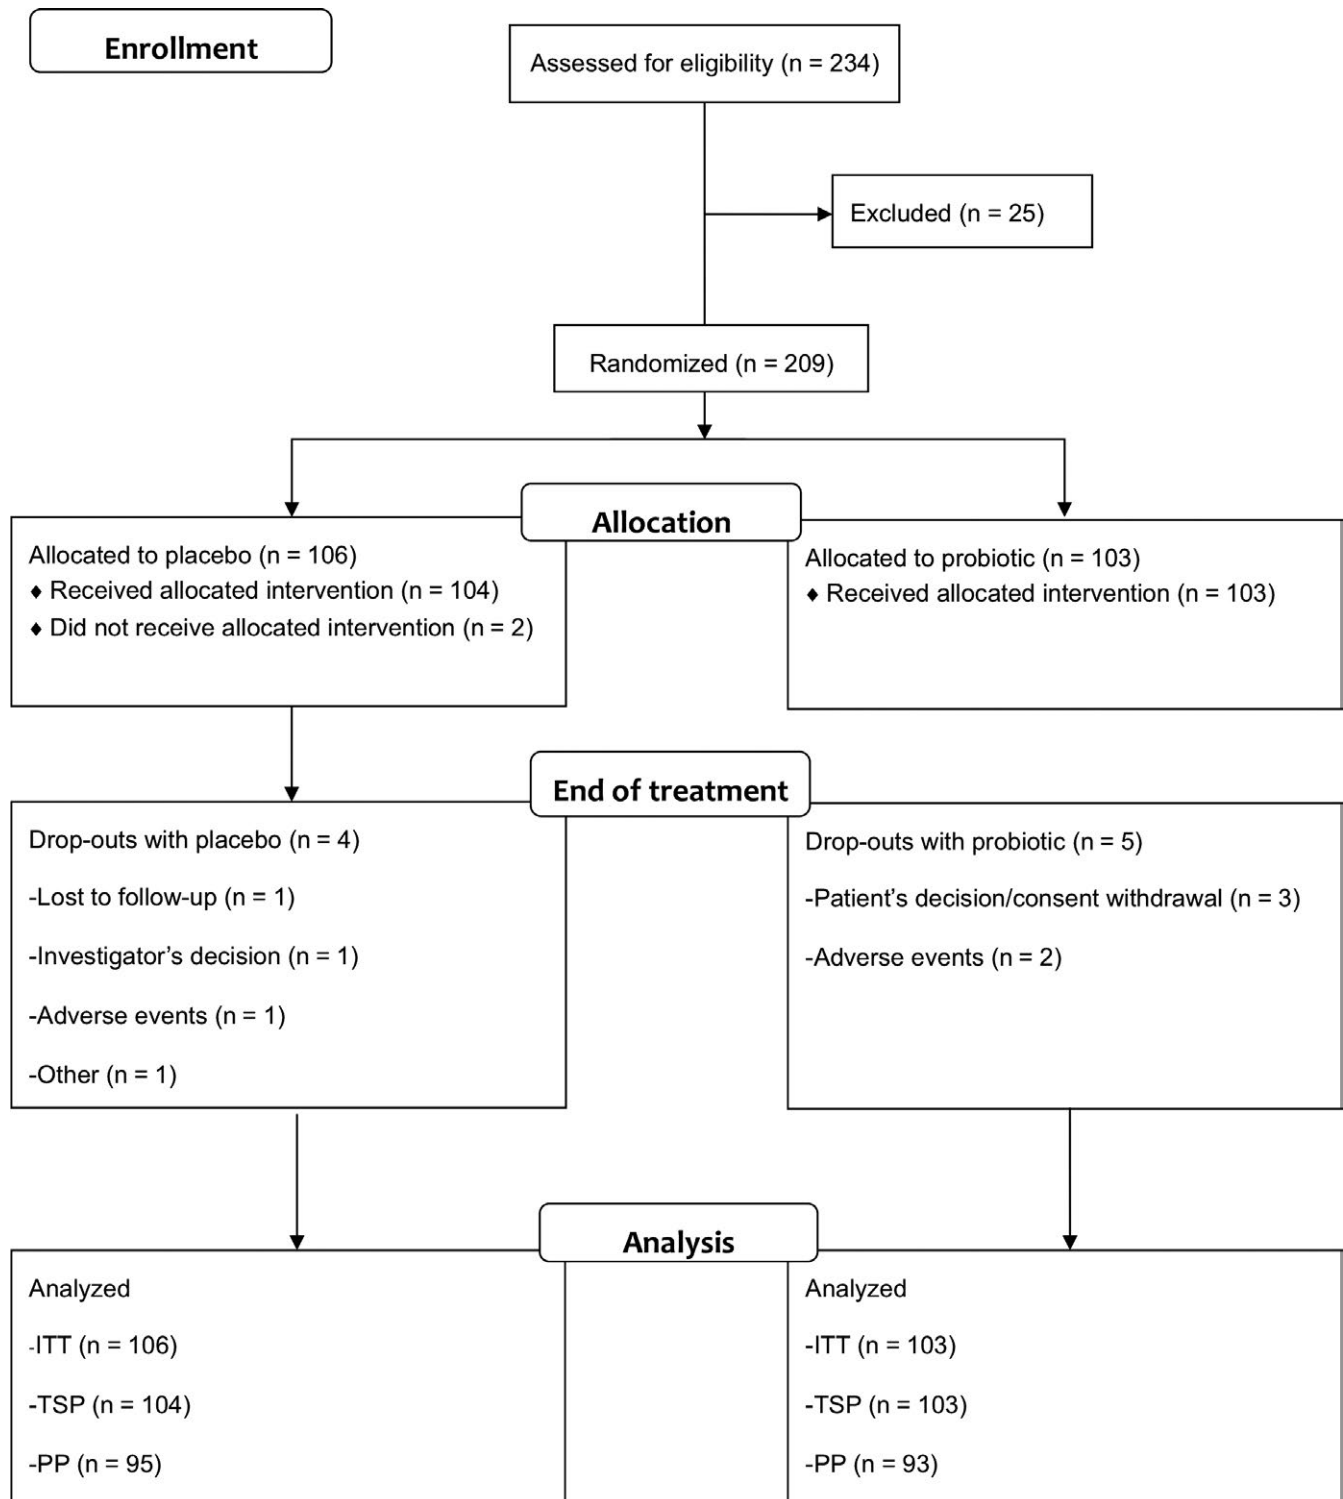 Enrollment
Assessed for eligibility (n = 234)
Excluded (n = 25)
Randomized (n = 209)
Allocation
Allocated to placebo (n = 106)
♦ Received allocated intervention (n = 104)
♦ Did not receive allocated intervention (n = 2)
Allocated to probiotic (n = 103)
♦ Received allocated intervention (n = 103)
End of treatment
Drop-outs with placebo (n = 4)
-Lost to follow-up (n = 1)
-Investigator’s decision (n = 1)
-Adverse events (n = 1)
-Other (n = 1)
Drop-outs with probiotic (n = 5)
-Patient’s decision/consent withdrawal (n = 3)
-Adverse events (n = 2)
Analysis
Analyzed
-ITT (n = 106)
-TSP (n = 104)
-PP (n = 95)
Analyzed
-ITT (n = 103)
-TSP (n = 103)
-PP (n = 93)